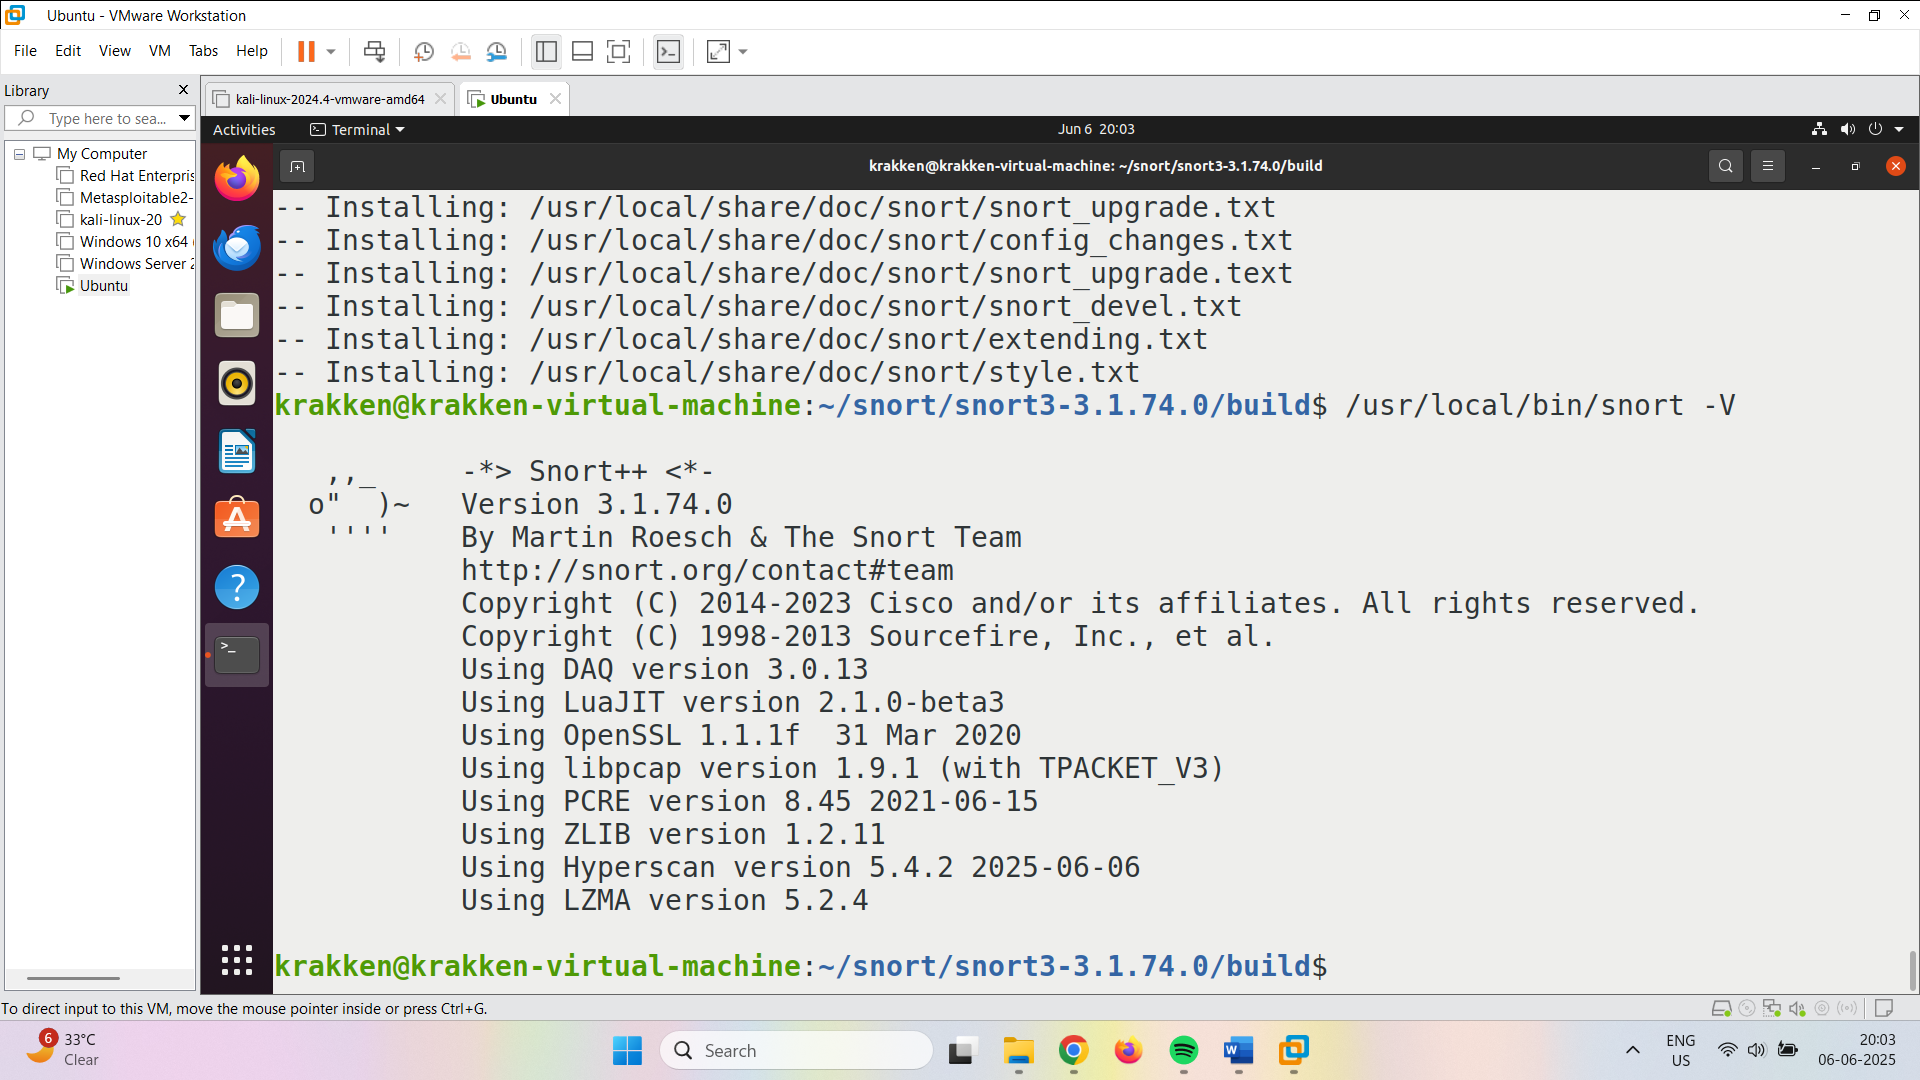 Ubuntu - VMware Workstation
File Edit View VM Tabs Help
Library
Type here to sea...
My Computer
Red Hat Enterpris
Metasploitable2-
kali-linux-20
Windows 10 x64
Windows Server 2
Ubuntu
kali-linux-2024.4-vmware-amd64
Ubuntu
Activities
Terminal
Jun 6 20:03
krakken@krakken-virtual-machine: ~/snort/snort3-3.1.74.0/build
-- Installing: /usr/local/share/doc/snort/snort_upgrade.txt
-- Installing: /usr/local/share/doc/snort/config_changes.txt
-- Installing: /usr/local/share/doc/snort/snort_upgrade.text
-- Installing: /usr/local/share/doc/snort/snort_devel.txt
-- Installing: /usr/local/share/doc/snort/extending.txt
-- Installing: /usr/local/share/doc/snort/style.txt
krakken@krakken-virtual-machine:~/snort/snort3-3.1.74.0/build$ /usr/local/bin/snort -V
,,_ -*> Snort++ <*-
o" )~ Version 3.1.74.0
'''' By Martin Roesch & The Snort Team
http://snort.org/contact#team
Copyright (C) 2014-2023 Cisco and/or its affiliates. All rights reserved.
Copyright (C) 1998-2013 Sourcefire, Inc., et al.
Using DAQ version 3.0.13
Using LuaJIT version 2.1.0-beta3
Using OpenSSL 1.1.1f  31 Mar 2020
Using libpcap version 1.9.1 (with TPACKET_V3)
Using PCRE version 8.45 2021-06-15
Using ZLIB version 1.2.11
Using Hyperscan version 5.4.2 2025-06-06
Using LZMA version 5.2.4
krakken@krakken-virtual-machine:~/snort/snort3-3.1.74.0/build$
To direct input to this VM, move the mouse pointer inside or press Ctrl+G.
6
33°C
Clear
Search
ENG
US
20:03
06-06-2025